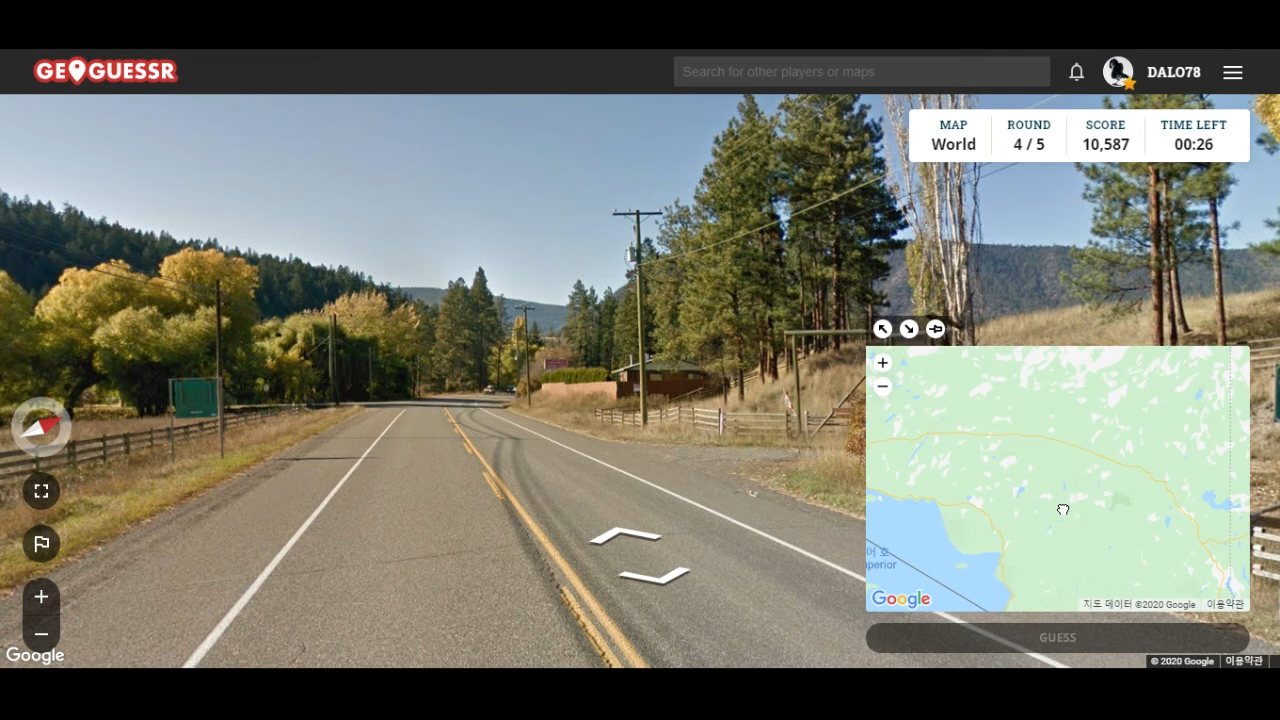 GEOGUESSR
Search for other players or maps
DALO78
MAP
World
ROUND
4 / 5
SCORE
10,587
TIME LEFT
00:26
어 호
perior
Google
지도 데이터 ©2020 Google
이용약관
GUESS
Google
© 2020 Google
이용약관